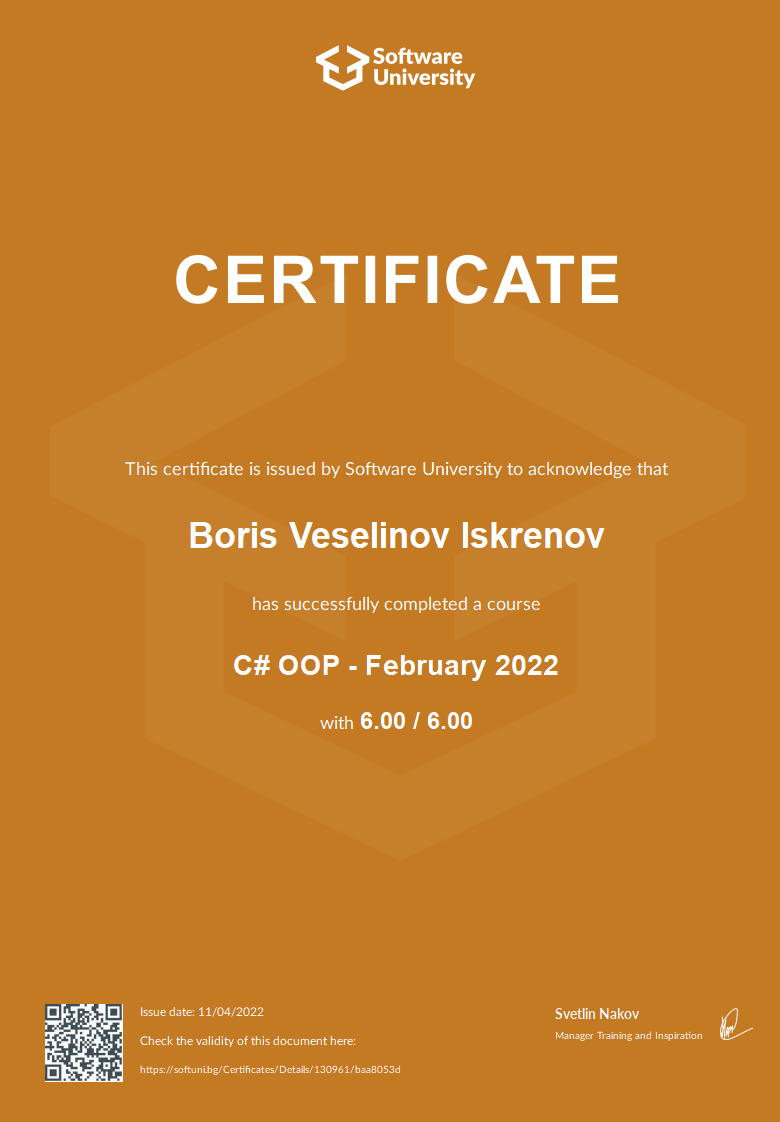 Software
University
CERTIFICATE
This certificate is issued by Software University to acknowledge that
Boris Veselinov Iskrenov
has successfully completed a course
C# OOP - February 2022
with 6.00 / 6.00
Issue date: 11/04/2022
Check the validity of this document here:
https://softuni.bg/Certificates/Details/130961/baa8053d
Svetlin Nakov
Manager Training and Inspiration